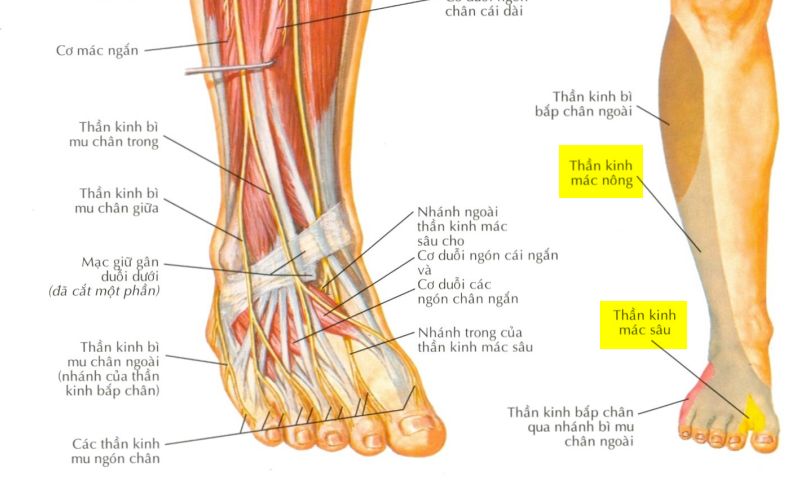 chân cái dài
Cơ mác ngắn
Thần kinh bì
mu chân trong
Thần kinh bì
mu chân giữa
Mạc giữ gân
duỗi dưới
(đã cắt một phần)
Thần kinh bì
mu chân ngoài
(nhánh của thần
kinh bắp chân)
Các thần kinh
mu ngón chân
Nhánh ngoài
thần kinh mác
sâu cho
Cơ duỗi ngón cái ngắn
và
Cơ duỗi các
ngón chân ngắn
Nhánh trong của
thần kinh mác sâu
Thần kinh bì
bắp chân ngoài
Thần kinh
mác nông
Thần kinh
mác sâu
Thần kinh bắp chân
qua nhánh bì mu
chân ngoài